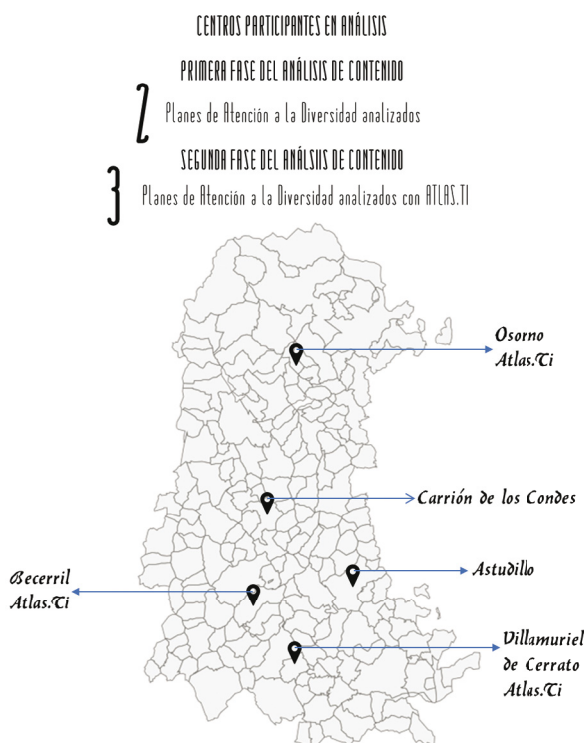 CENTROS PARTICIPANTES EN ANÁLISIS
PRIMERA FASE DEL ANÁLISIS DE CONTENIDO
2 Planes de Atención a la Diversidad analizados
SEGUNDA FASE DEL ANÁLSIIS DE CONTENIDO
3 Planes de Atención a la Diversidad analizados con ATLAS.TI
Osorno
Atlas.Ti
Carrión de los Condes
Astudillo
Becerril
Atlas.Ti
Villamuriel
de Cerrato
Atlas.Ti